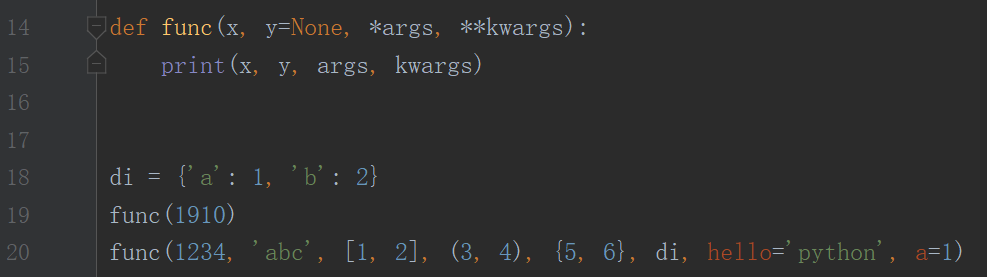 14 def func(x, y=None, *args, **kwargs):
15     print(x, y, args, kwargs)
16
17
18 di = {'a': 1, 'b': 2}
19 func(1910)
20 func(1234, 'abc', [1, 2], (3, 4), {5, 6}, di, hello='python', a=1)